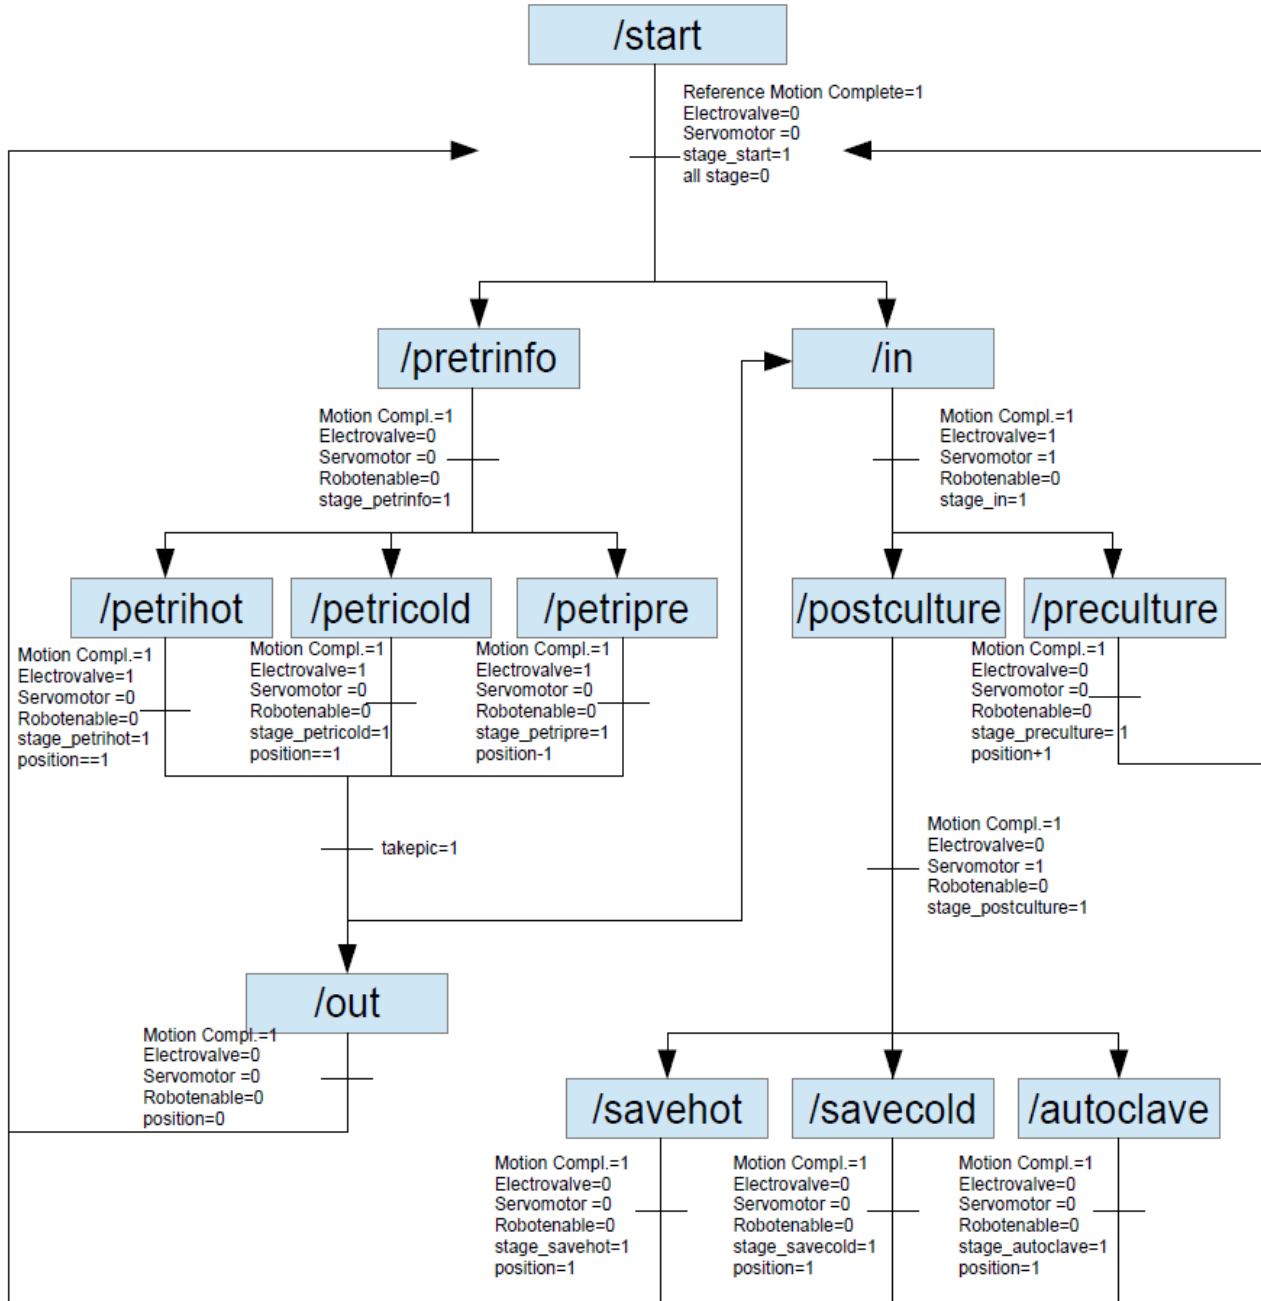 /start
Reference Motion Complete=1
Electrovalve=0
Servomotor =0
stage_start=1
all stage=0
/pretrinfo
/in
Motion Compl.=1
Electrovalve=0
Servomotor =0
Robotenable=0
stage_petrinfo=1
Motion Compl.=1
Electrovalve=1
Servomotor =1
Robotenable=0
stage_in=1
/petrihot
/petricold
/petripre
/postculture
/preculture
Motion Compl.=1
Electrovalve=1
Servomotor =0
Robotenable=0
stage_petrihot=1
position==1
Motion Compl.=1
Electrovalve=1
Servomotor =0
Robotenable=0
stage_petricold=1
position==1
Motion Compl.=1
Electrovalve=1
Servomotor =0
Robotenable=0
stage_petripre=1
position-1
Motion Compl.=1
Electrovalve=0
Servomotor =0
Robotenable=0
stage_preculture= 1
position+1
takepic=1
Motion Compl.=1
Electrovalve=0
Servomotor =1
Robotenable=0
stage_postculture=1
/out
Motion Compl.=1
Electrovalve=0
Servomotor =0
Robotenable=0
position=0
/savehot
/savecold
/autoclave
Motion Compl.=1
Electrovalve=0
Servomotor =0
Robotenable=0
stage_savehot=1
position=1
Motion Compl.=1
Electrovalve=0
Servomotor =0
Robotenable=0
stage_savecold=1
position=1
Motion Compl.=1
Electrovalve=0
Servomotor =0
Robotenable=0
stage_autoclave=1
position=1